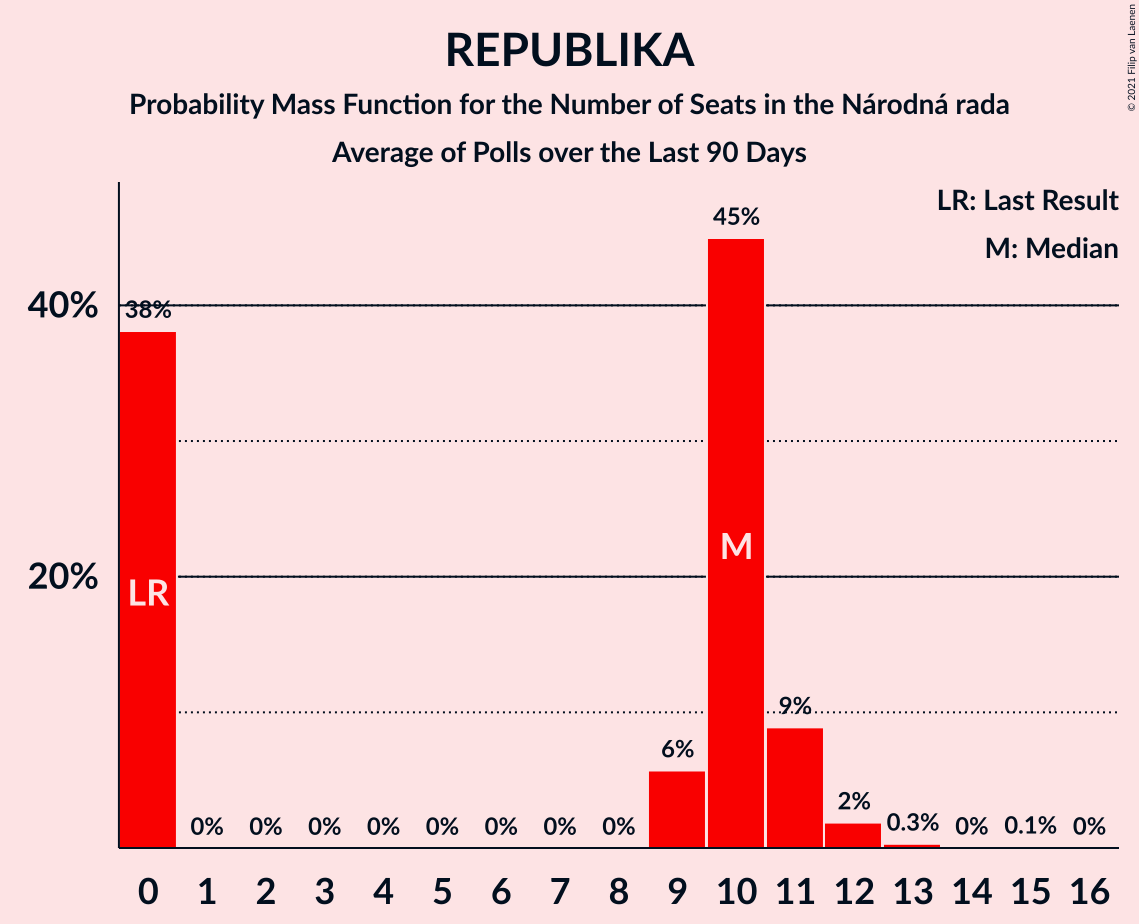 REPUBLIKA
Probability Mass Function for the Number of Seats in the Národná rada
Average of Polls over the Last 90 Days
© 2021 Filip van Laenen
LR: Last Result
M: Median
40%
20%
38%
0%
0%
0%
0%
0%
0%
0%
0%
6%
45%
9%
2%
0.3%
0%
0.1%
0%
LR
M
0 1 2 3 4 5 6 7 8 9 10 11 12 13 14 15 16